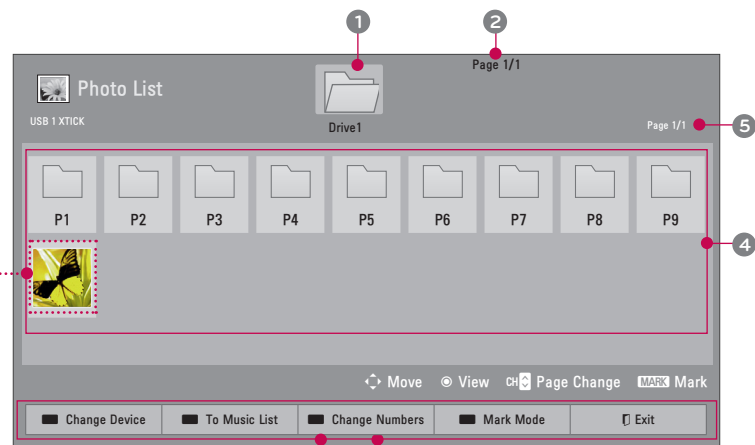 1 2
Page 1/1
Photo List
USB 1 XTICK
Drive1
Page 1/1 5
P1 P2 P3 P4 P5 P6 P7 P8 P9
4
Move View CH Page Change MARK Mark
Change Device To Music List Change Numbers Mark Mode Exit